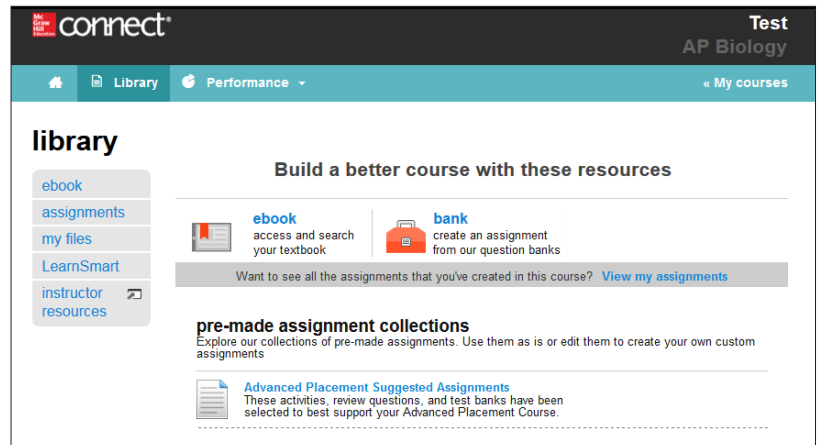 Mc
Graw
Hill
Education
connect®
Test
AP Biology
Library
Performance
« My courses
library
ebook
assignments
my files
LearnSmart
instructor
resources
Build a better course with these resources
ebook
access and search
your textbook
bank
create an assignment
from our question banks
Want to see all the assignments that you've created in this course? View my assignments
pre-made assignment collections
Explore our collections of pre-made assignments. Use them as is or edit them to create your own custom
assignments
Advanced Placement Suggested Assignments
These activities, review questions, and test banks have been
selected to best support your Advanced Placement Course.